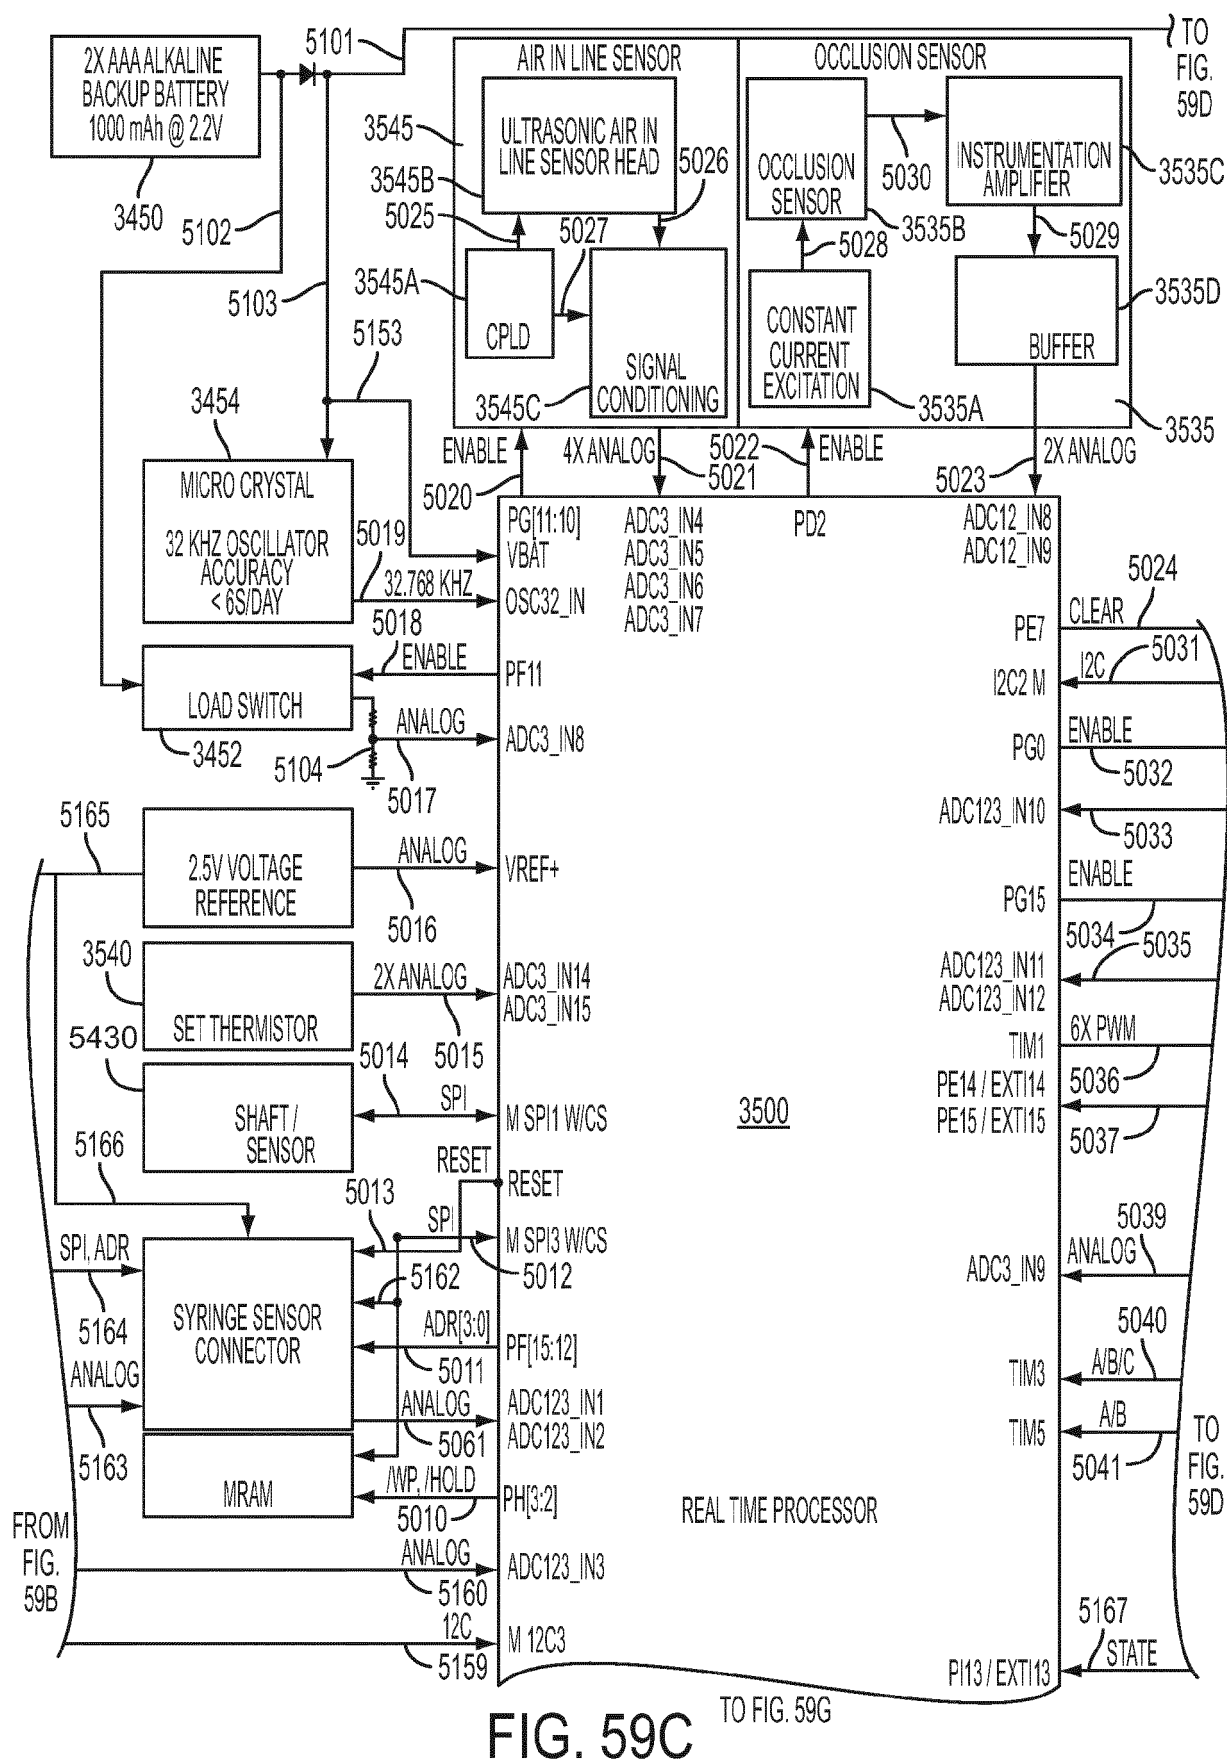 5101
TO
FIG.
59D
2X AAA ALKALINE
BACKUP BATTERY
1000 mAh @ 2.2V
3450
5102
5103
5153
AIR IN LINE SENSOR
3545
ULTRASONIC AIR IN
LINE SENSOR HEAD
3545B
5025
5026
5027
3545A
CPLD
SIGNAL
CONDITIONING
3545C
OCCLUSION SENSOR
OCCLUSION
SENSOR
5030
INSTRUMENTATION
AMPLIFIER
3535C
3535B
5028
5029
CONSTANT
CURRENT
EXCITATION
3535A
BUFFER
3535D
3535
ENABLE
5020
4X ANALOG
5021
5022
ENABLE
5023
2X ANALOG
3454
MICRO CRYSTAL
32 KHZ OSCILLATOR
ACCURACY
< 6S/DAY
5019
32.768 KHZ
5018
ENABLE
LOAD SWITCH
3452
5104
ANALOG
5017
5165
2.5V VOLTAGE
REFERENCE
ANALOG
5016
3540
SET THERMISTOR
2X ANALOG
5015
5430
SHAFT /
SENSOR
5014
SPI
5166
RESET
5013
SPI
5012
5162
SPI, ADR
5164
SYRINGE SENSOR
CONNECTOR
ADR[3:0]
5011
ANALOG
5163
ANALOG
5061
MRAM
/WP, /HOLD
5010
FROM
FIG.
59B
ANALOG
5160
12C
5159
PG[11:10]
VBAT
OSC32_IN
PF11
ADC3_IN8
VREF+
ADC3_IN14
ADC3_IN15
M SPI1 W/CS
RESET
M SPI3 W/CS
PF[15:12]
ADC123_IN1
ADC123_IN2
PH[3:2]
ADC123_IN3
M 12C3
ADC3_IN4
ADC3_IN5
ADC3_IN6
ADC3_IN7
PD2
ADC12_IN8
ADC12_IN9
3500
REAL TIME PROCESSOR
PE7
I2C2 M
PG0
ADC123_IN10
PG15
ADC123_IN11
ADC123_IN12
TIM1
PE14 / EXTI14
PE15 / EXTI15
ADC3_IN9
TIM3
TIM5
PI13 / EXTI13
5024
CLEAR
5031
I2C
ENABLE
5032
5033
ENABLE
5034
5035
6X PWM
5036
5037
5039
ANALOG
5040
A/B/C
A/B
5041
TO
FIG.
59D
5167
STATE
TO FIG. 59G
FIG. 59C